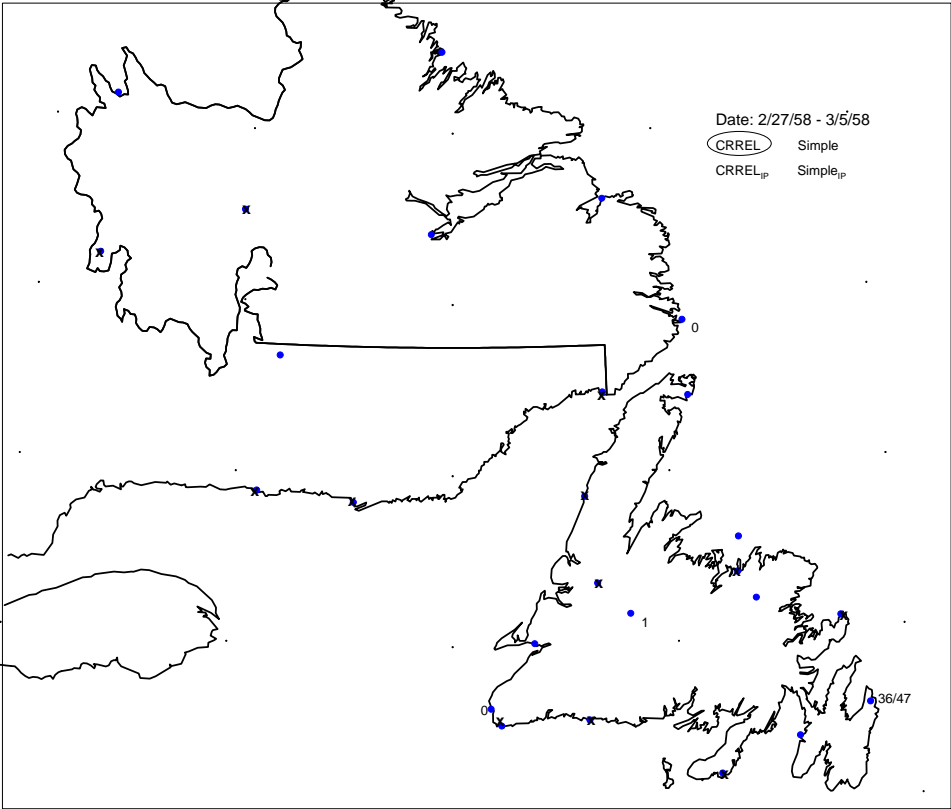 Date: 2/27/58 - 3/5/58
CRREL Simple
CRREL_IP Simple_IP
x
x
0
x
x
x
x
x
x
1
x
36/47
0
x
x
x